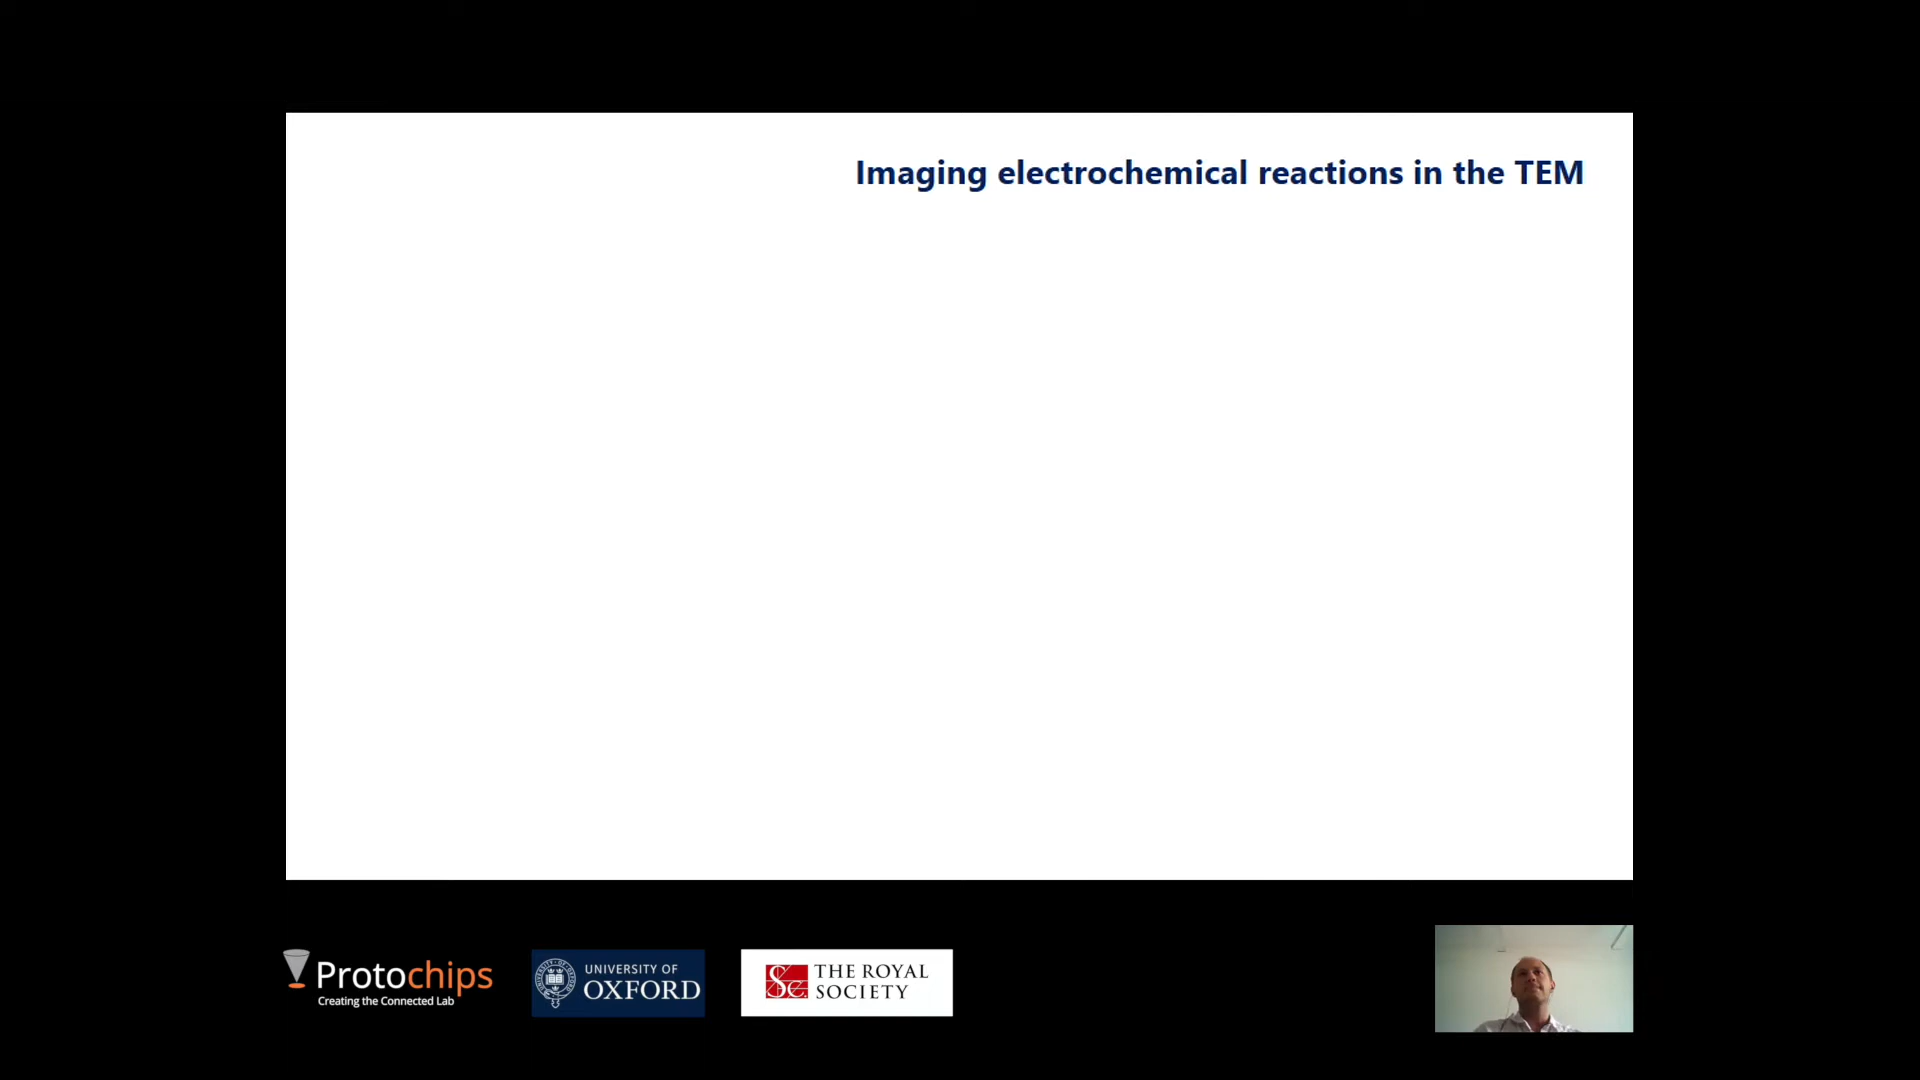 Imaging electrochemical reactions in the TEM
Protochips
Creating the Connected Lab
UNIVERSITY OF
OXFORD
THE ROYAL
SOCIETY